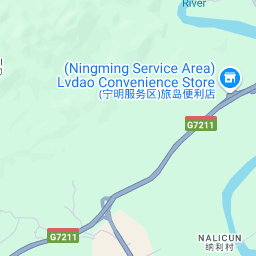 River
(Ningming Service Area)
Lvdao Convenience Store
(宁明服务区)旅岛便利店
G7211
G7211
NALICUN
纳利村